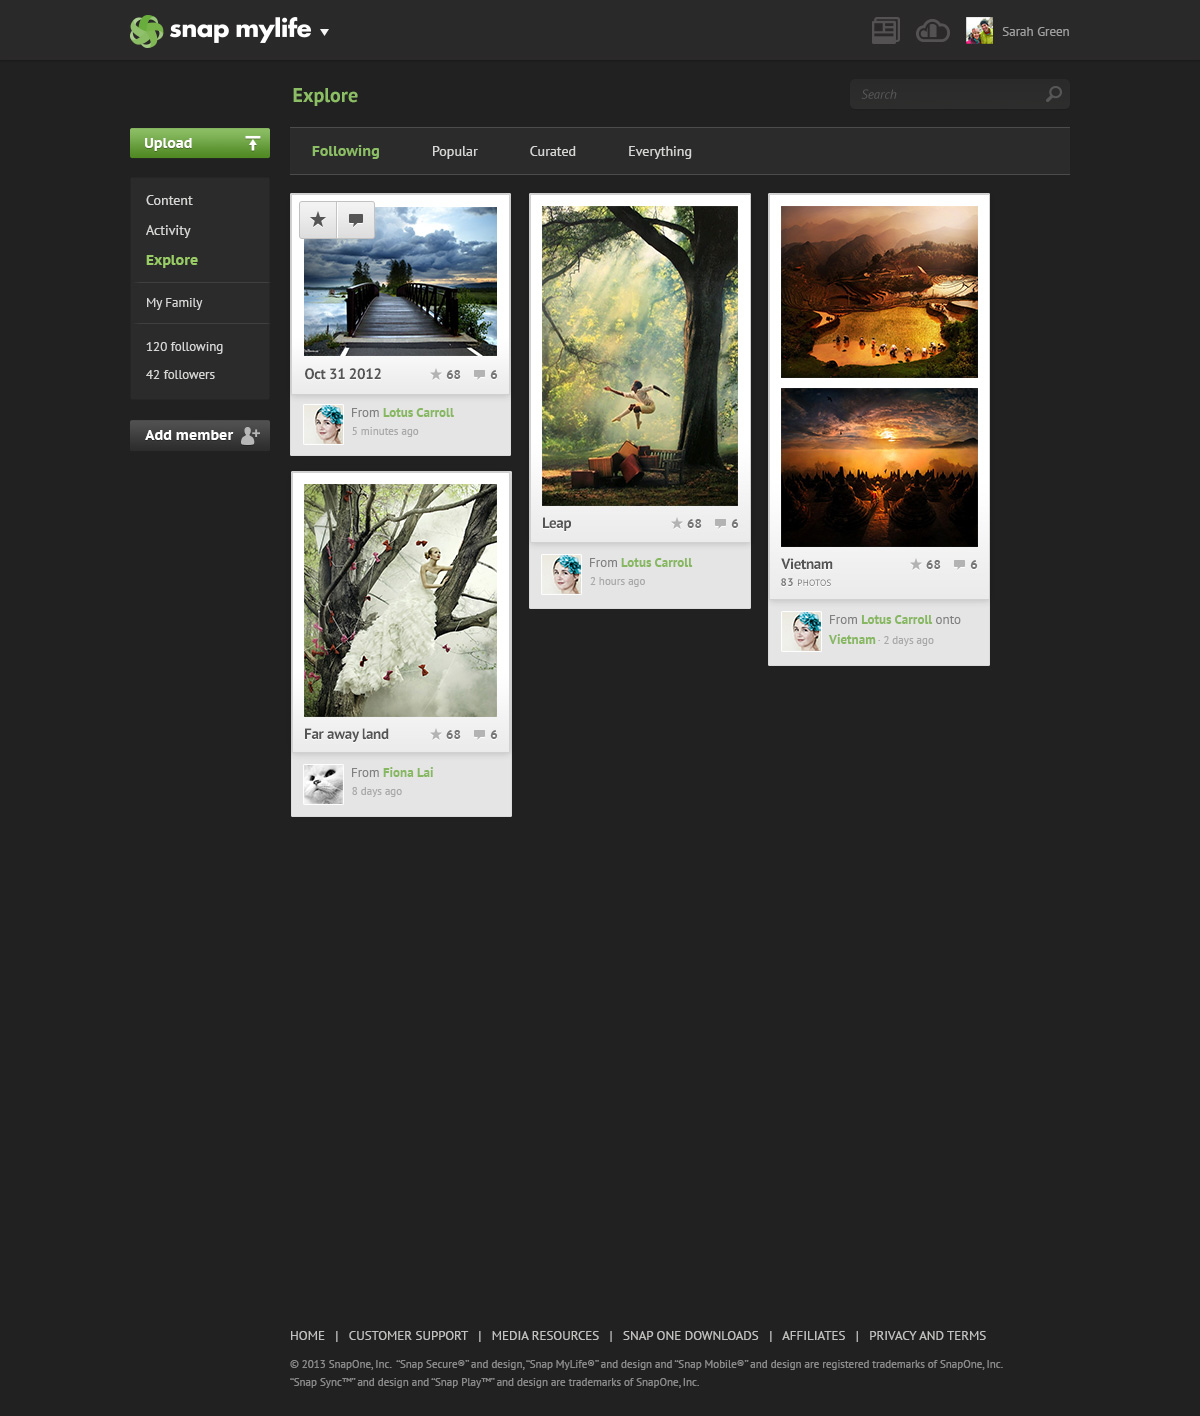 snap mylife
Sarah Green
Explore
Search
Upload
Following Popular Curated Everything
Content
Activity
Explore
My Family
120 following
42 followers
Add member
Oct 31 2012 68 6
From Lotus Carroll
5 minutes ago
Far away land 68 6
From Fiona Lai
8 days ago
Leap 68 6
From Lotus Carroll
2 hours ago
Vietnam 68 6
83 PHOTOS
From Lotus Carroll onto
Vietnam · 2 days ago
HOME | CUSTOMER SUPPORT | MEDIA RESOURCES | SNAP ONE DOWNLOADS | AFFILIATES | PRIVACY AND TERMS
© 2013 SnapOne, Inc. “Snap Secure®” and design, “Snap MyLife®” and design and “Snap Mobile®” and design are registered trademarks of SnapOne, Inc.
“Snap Sync™” and design and “Snap Play™” and design are trademarks of SnapOne, Inc.